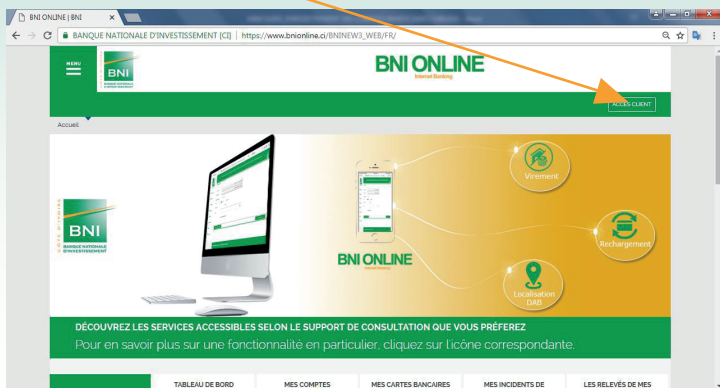 BNI ONLINE | BNI
BANQUE NATIONALE D'INVESTISSEMENT [CI] | https://www.bnionline.ci/BNINEW3_WEB/FR/
MENU
BNI
BNI ONLINE
Internet Banking
ACCÈS CLIENT
Accueil
Virement
BNI
BANQUE NATIONALE
D'INVESTISSEMENT
Rechargement
BNI ONLINE
Localisation
DAB
DÉCOUVREZ LES SERVICES ACCESSIBLES SELON LE SUPPORT DE CONSULTATION QUE VOUS PRÉFEREZ
Pour en savoir plus sur une fonctionnalité en particulier, cliquez sur l'icône correspondante.
TABLEAU DE BORD MES COMPTES MES CARTES BANCAIRES MES INCIDENTS DE LES RELEVÉS DE MES